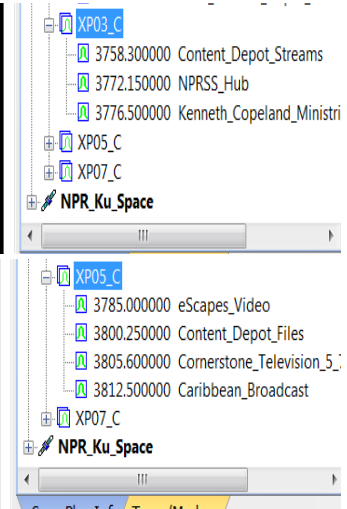 XP03_C
3758.300000 Content_Depot_Streams
3772.150000 NPRSS_Hub
3776.500000 Kenneth_Copeland_Ministri
XP05_C
XP07_C
NPR_Ku_Space
XP05_C
3785.000000 eScapes_Video
3800.250000 Content_Depot_Files
3805.600000 Cornerstone_Television_5_7
3812.500000 Caribbean_Broadcast
XP07_C
NPR_Ku_Space